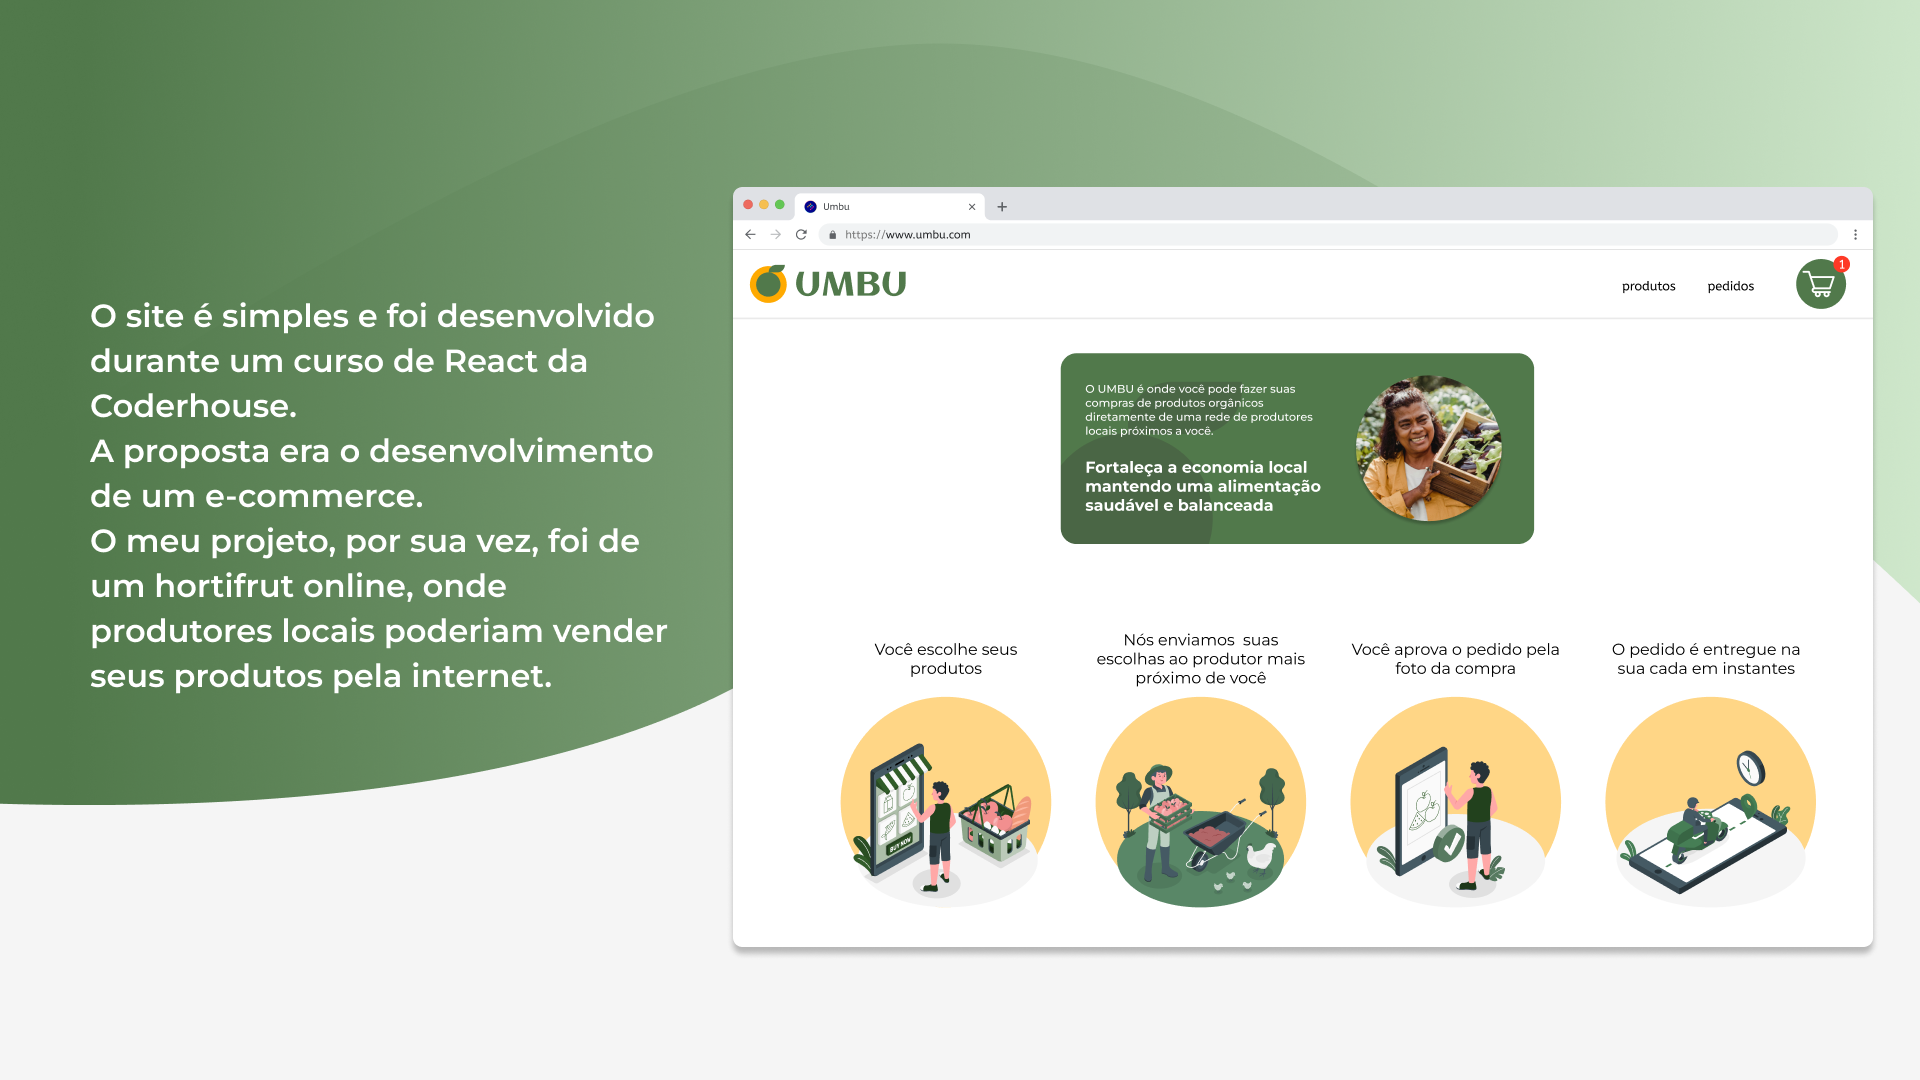 O site é simples e foi desenvolvido
durante um curso de React da
Coderhouse.
A proposta era o desenvolvimento
de um e-commerce.
O meu projeto, por sua vez, foi de
um hortifrut online, onde
produtores locais poderiam vender
seus produtos pela internet.
Umbu
https://www.umbu.com
UMBU
produtos
pedidos
1
O UMBU é onde você pode fazer suas
compras de produtos orgânicos
diretamente de uma rede de produtores
locais próximos a você.
Fortaleça a economia local
mantendo uma alimentação
saudável e balanceada
Você escolhe seus
produtos
Nós enviamos  suas
escolhas ao produtor mais
próximo de você
Você aprova o pedido pela
foto da compra
O pedido é entregue na
sua cada em instantes
BUY NOW